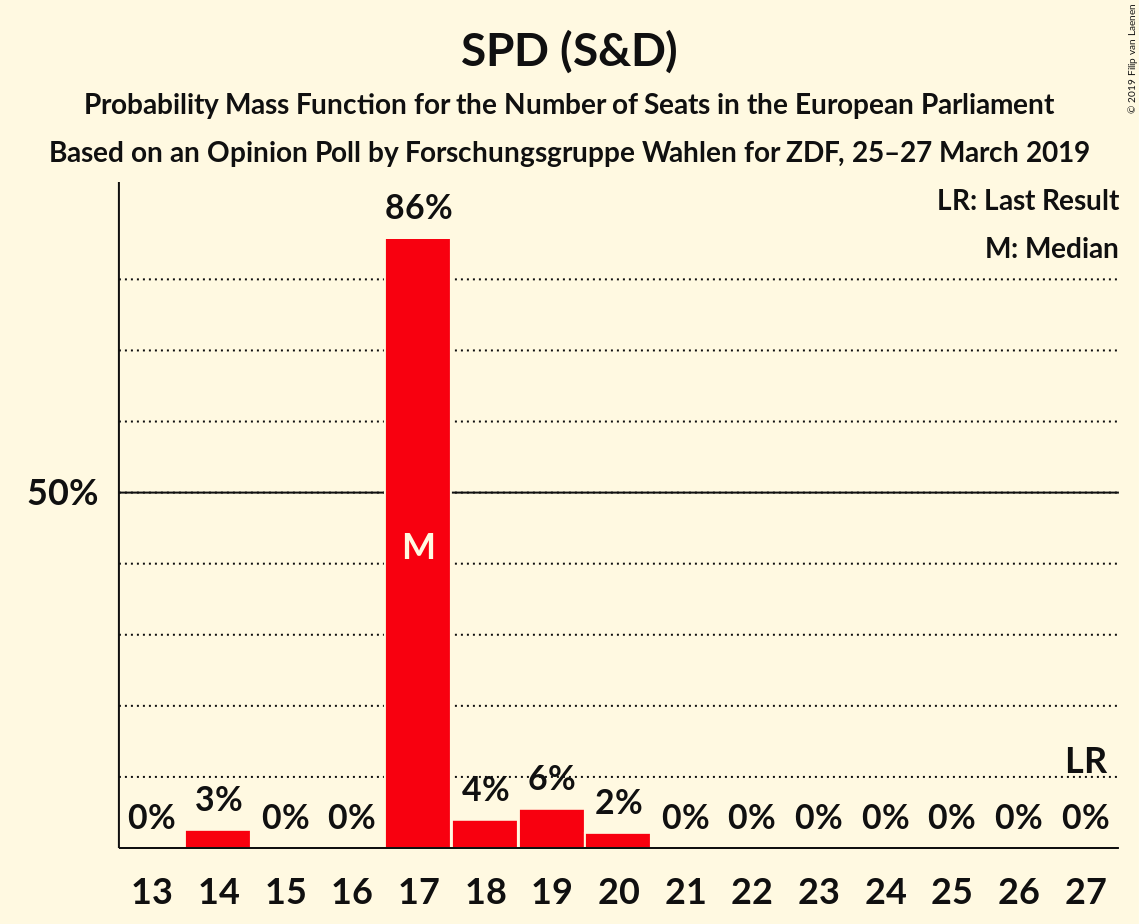 SPD (S&D)
Probability Mass Function for the Number of Seats in the European Parliament
Based on an Opinion Poll by Forschungsgruppe Wahlen for ZDF, 25–27 March 2019
© 2019 Filip van Laenen
LR: Last Result
M: Median
86%
50%
M
LR
0% 3% 0% 0% 4% 6% 2% 0% 0% 0% 0% 0% 0% 0%
13 14 15 16 17 18 19 20 21 22 23 24 25 26 27